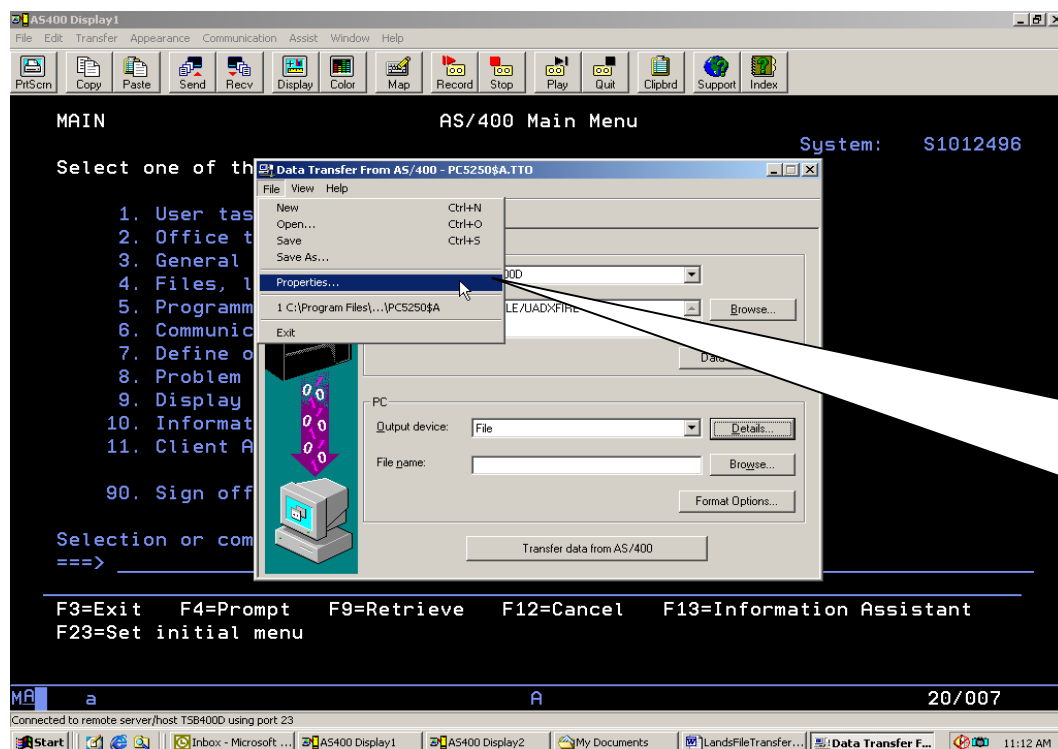 AS400 Display1
File Edit Transfer Appearance Communication Assist Window Help
PrtScrn Copy Paste Send Recv Display Color Map Record Stop Play Quit Clipbrd Support Index
MAIN AS/400 Main Menu
System: S1012496
Select one of th
1. User tas
2. Office t
3. General
4. Files, l
5. Programm
6. Communic
7. Define o
8. Problem
9. Display
10. Informat
11. Client A
90. Sign off
Selection or com
===>
Data Transfer From AS/400 - PC5250$A.TTO
File View Help
New Ctrl+N
Open... Ctrl+O
Save Ctrl+S
Save As...
Properties...
1 C:\Program Files\...\PC5250$A
Exit
00D
LE/UADXFIRE
Browse...
PC
Output device: File Details...
File name: Browse...
Format Options...
Transfer data from AS/400
F3=Exit F4=Prompt F9=Retrieve F12=Cancel F13=Information Assistant
F23=Set initial menu
MA a A 20/007
Connected to remote server/host TSB400D using port 23
Start Inbox - Microsoft ... AS400 Display1 AS400 Display2 My Documents LandsFileTransfer... Data Transfer F... 11:12 AM